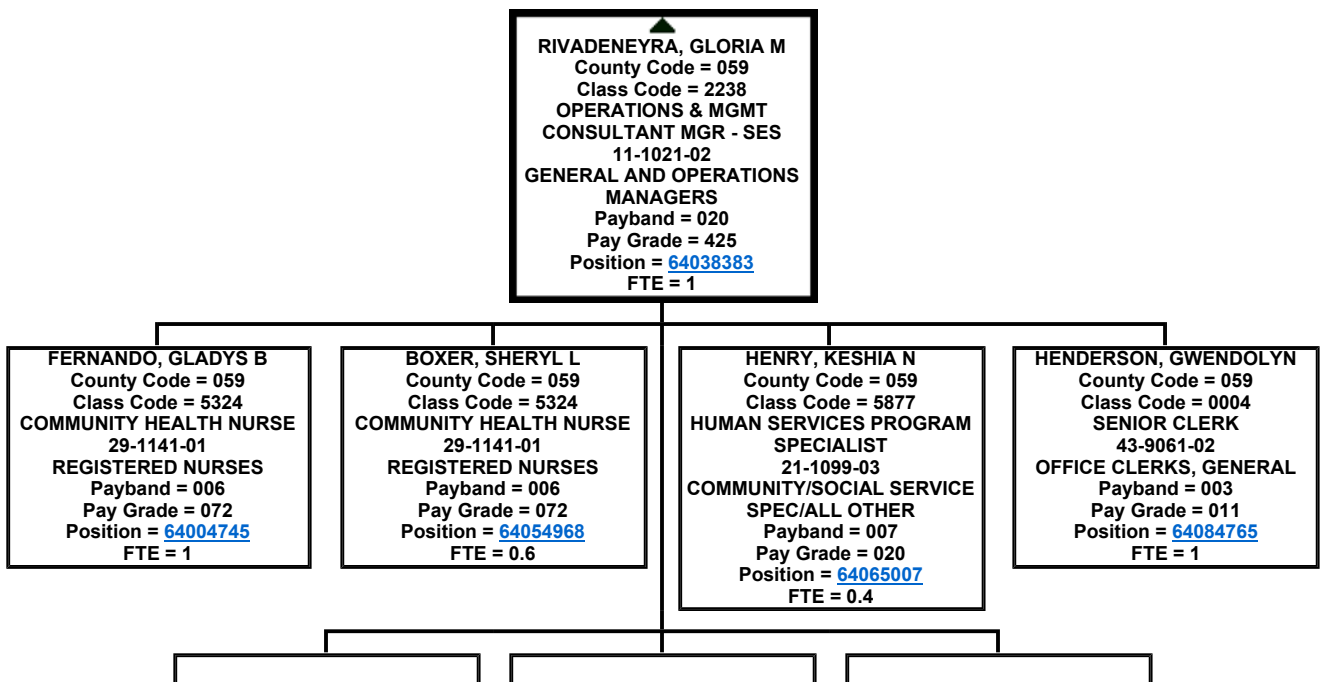 RIVADENEYRA, GLORIA M
County Code = 059
Class Code = 2238
OPERATIONS & MGMT
CONSULTANT MGR - SES
11-1021-02
GENERAL AND OPERATIONS
MANAGERS
Payband = 020
Pay Grade = 425
Position = 64038383
FTE = 1
FERNANDO, GLADYS B
County Code = 059
Class Code = 5324
COMMUNITY HEALTH NURSE
29-1141-01
REGISTERED NURSES
Payband = 006
Pay Grade = 072
Position = 64004745
FTE = 1
BOXER, SHERYL L
County Code = 059
Class Code = 5324
COMMUNITY HEALTH NURSE
29-1141-01
REGISTERED NURSES
Payband = 006
Pay Grade = 072
Position = 64054968
FTE = 0.6
HENRY, KESHIA N
County Code = 059
Class Code = 5877
HUMAN SERVICES PROGRAM
SPECIALIST
21-1099-03
COMMUNITY/SOCIAL SERVICE
SPEC/ALL OTHER
Payband = 007
Pay Grade = 020
Position = 64065007
FTE = 0.4
HENDERSON, GWENDOLYN
County Code = 059
Class Code = 0004
SENIOR CLERK
43-9061-02
OFFICE CLERKS, GENERAL
Payband = 003
Pay Grade = 011
Position = 64084765
FTE = 1